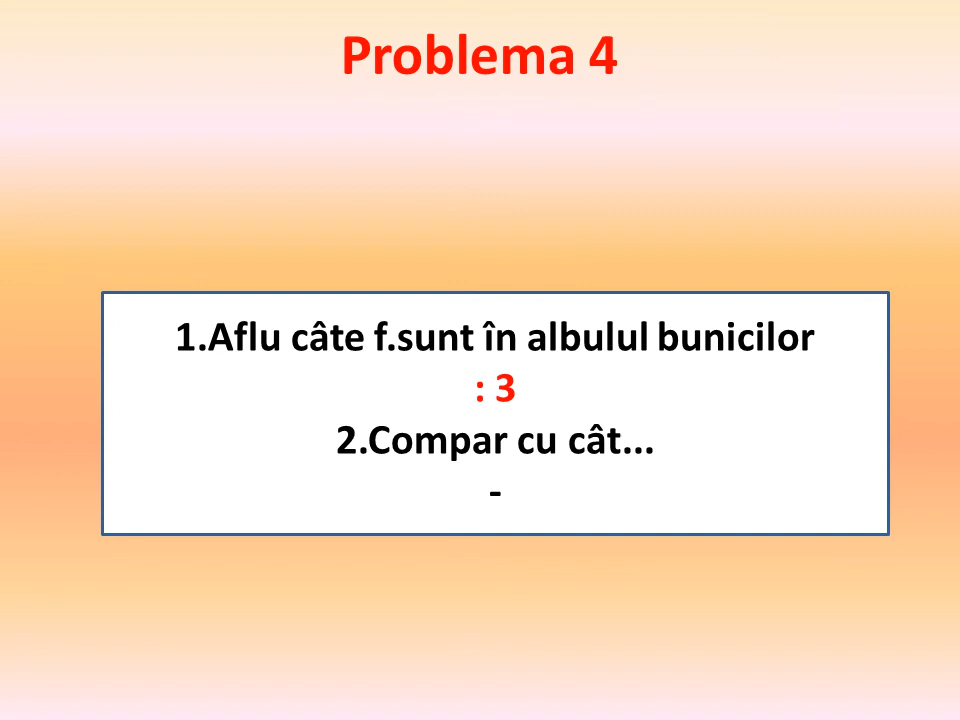 Problema 4
1.Aflu câte f.sunt în albulul bunicilor
: 3
2.Compar cu cât...
-